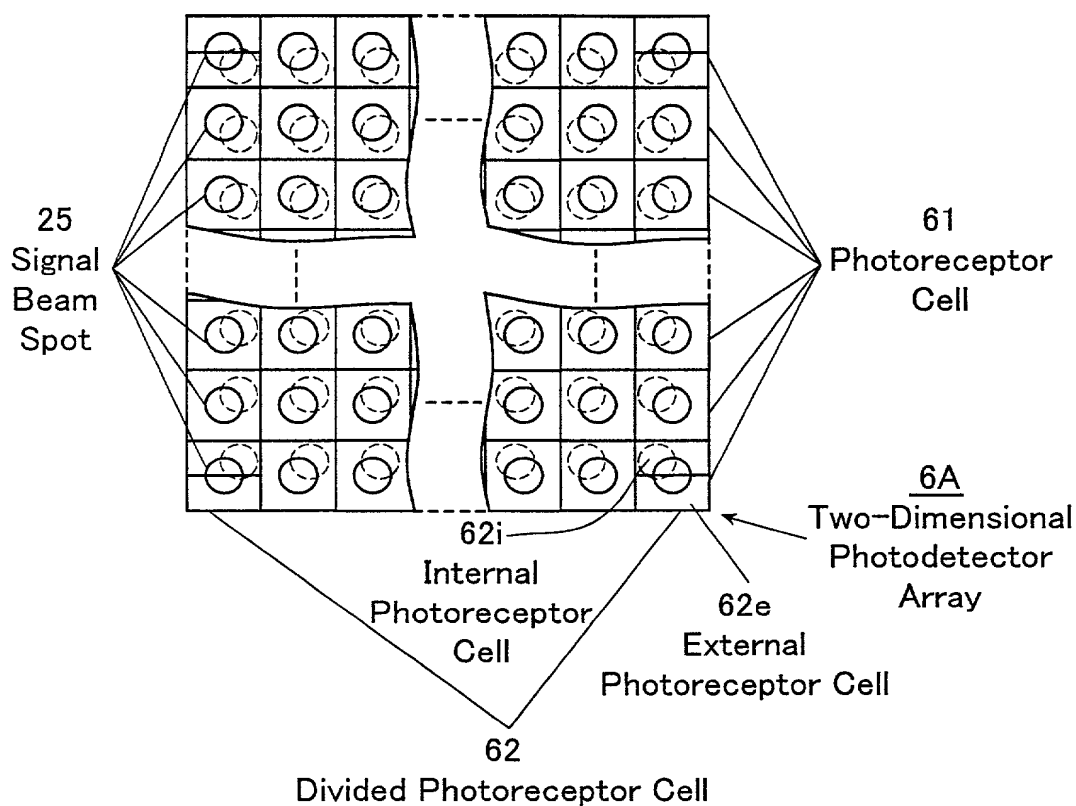 25
Signal
Beam
Spot
61
Photoreceptor
Cell
6A
Two-Dimensional
Photodetector
Array
62i
Internal
Photoreceptor
Cell
62e
External
Photoreceptor Cell
62
Divided Photoreceptor Cell